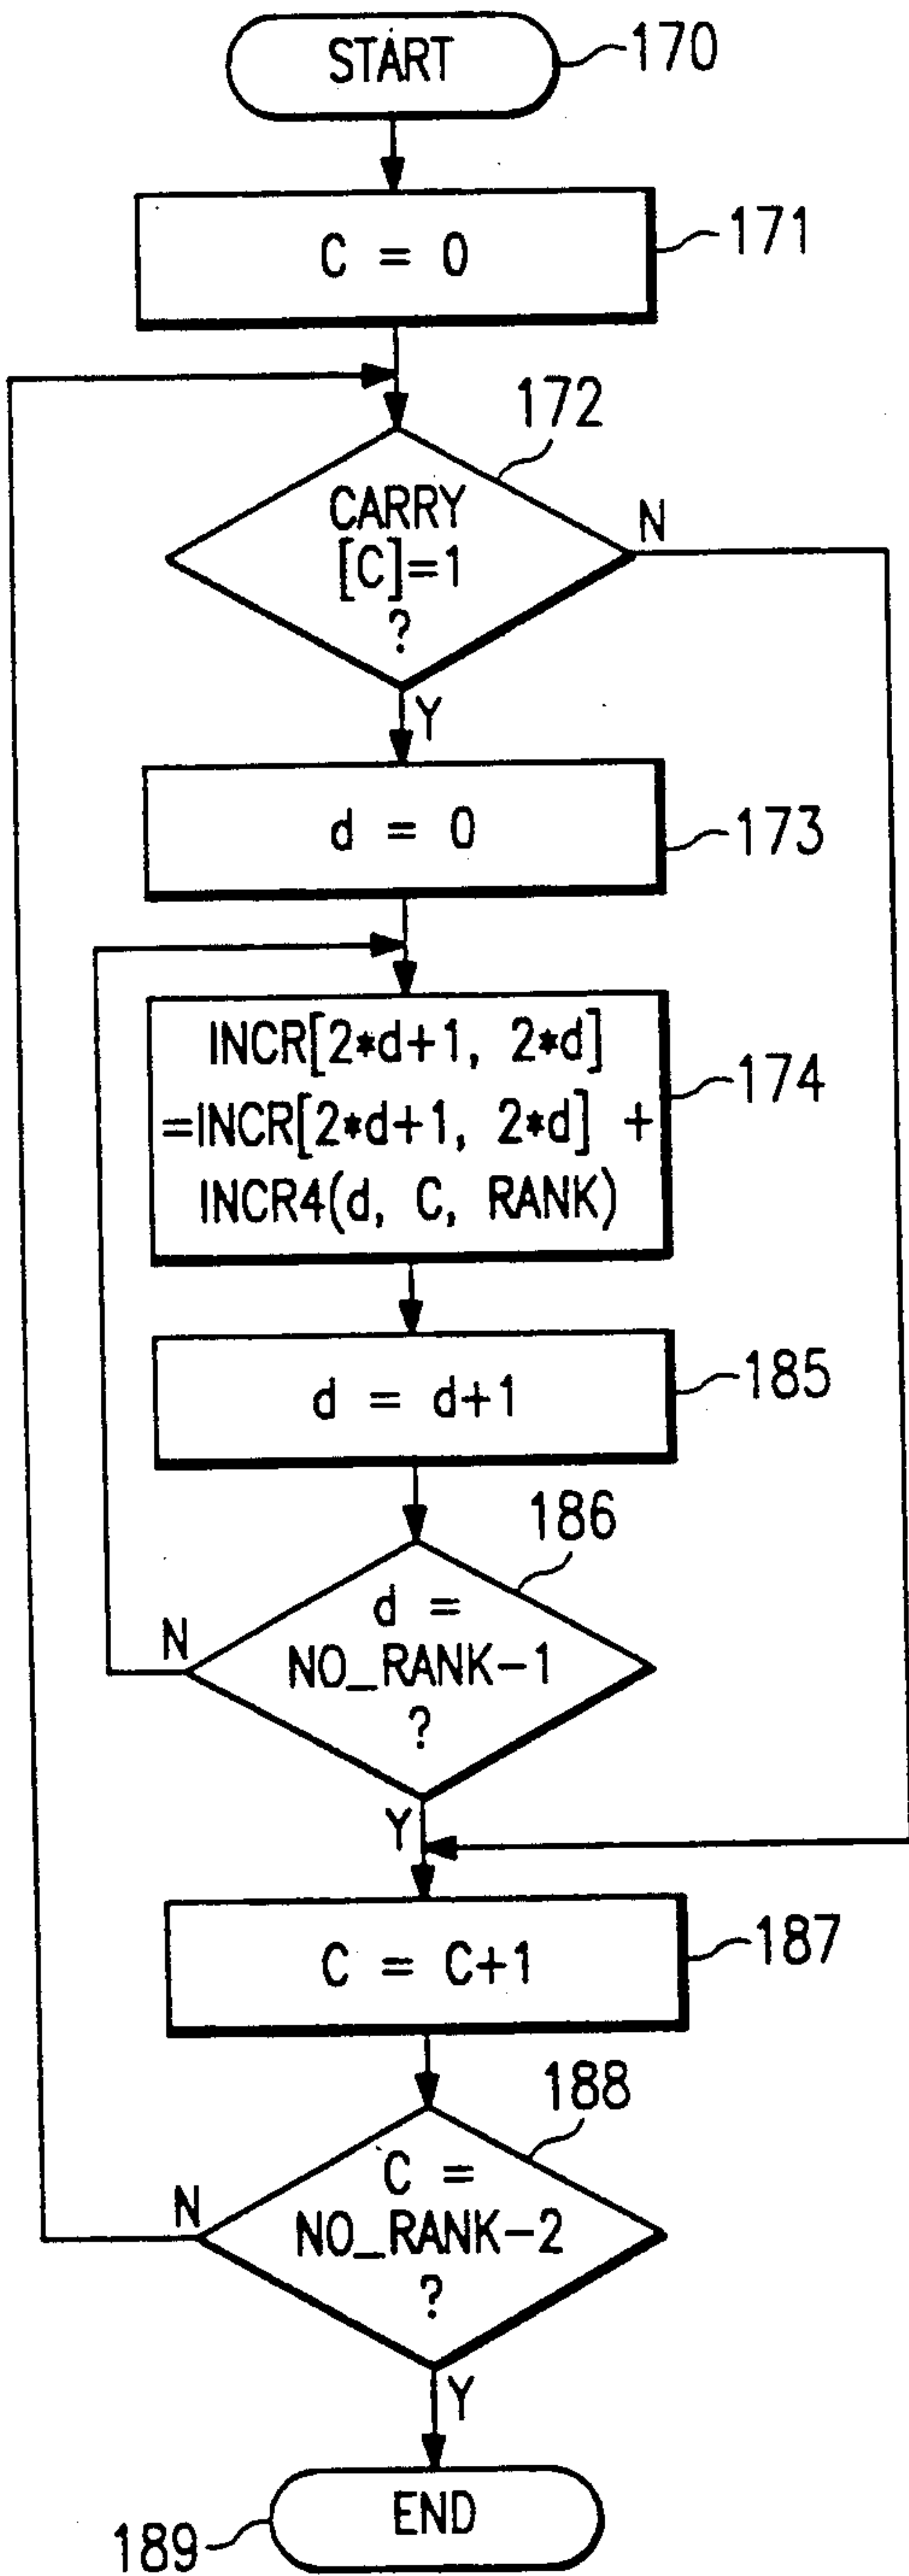 START
170
C = 0
171
172
CARRY
[C]=1
?
N
Y
d = 0
173
INCR[2*d+1, 2*d]
=INCR[2*d+1, 2*d] +
INCR4(d, C, RANK)
174
d = d+1
185
186
d =
NO_RANK-1
?
N
Y
C = C+1
187
188
C =
NO_RANK-2
?
N
Y
END
189